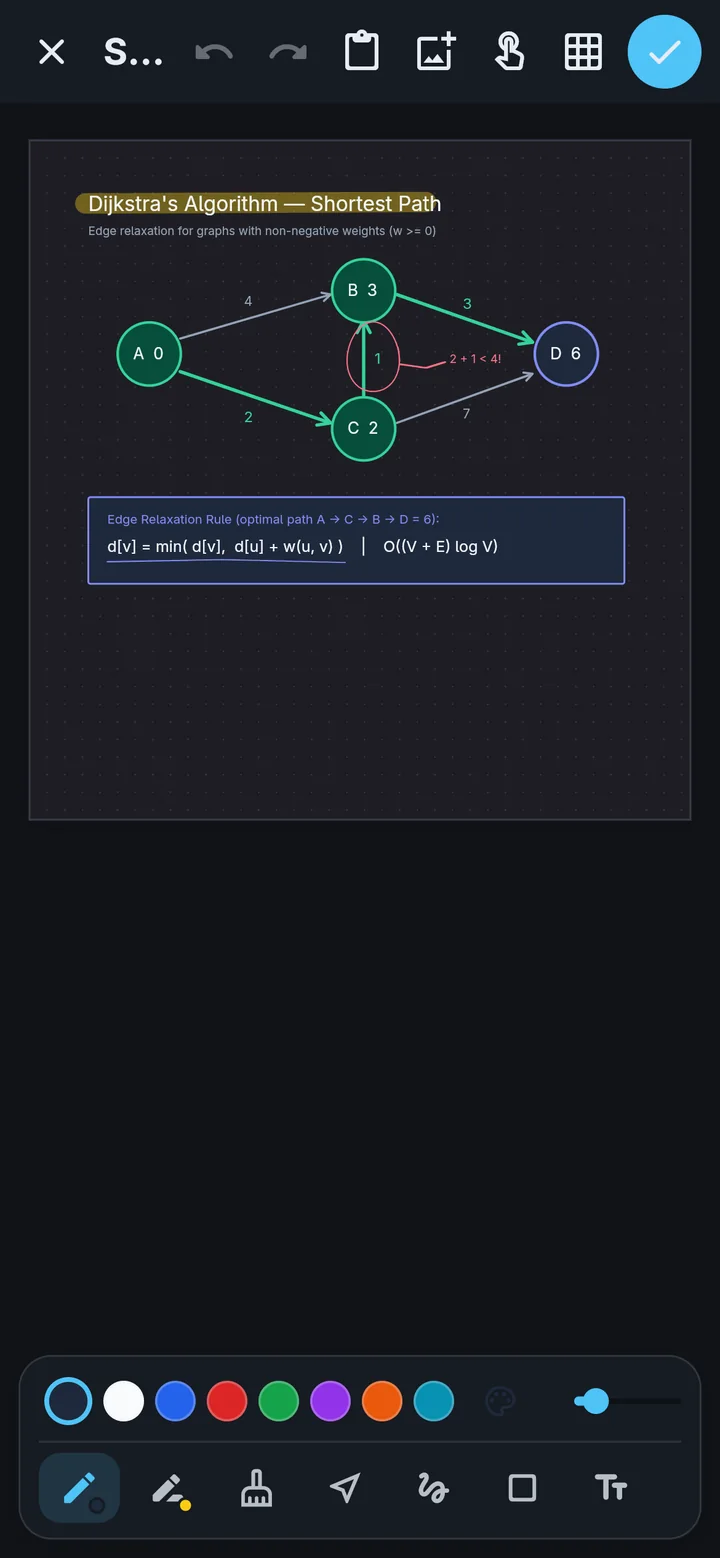 S...
Dijkstra's Algorithm — Shortest Path
Edge relaxation for graphs with non-negative weights (w >= 0)
B 3
4
3
A 0
1
2 + 1 < 4!
D 6
2
7
C 2
Edge Relaxation Rule (optimal path A → C → B → D = 6):
d[v] = min( d[v], d[u] + w(u, v) ) | O((V + E) log V)
Tт